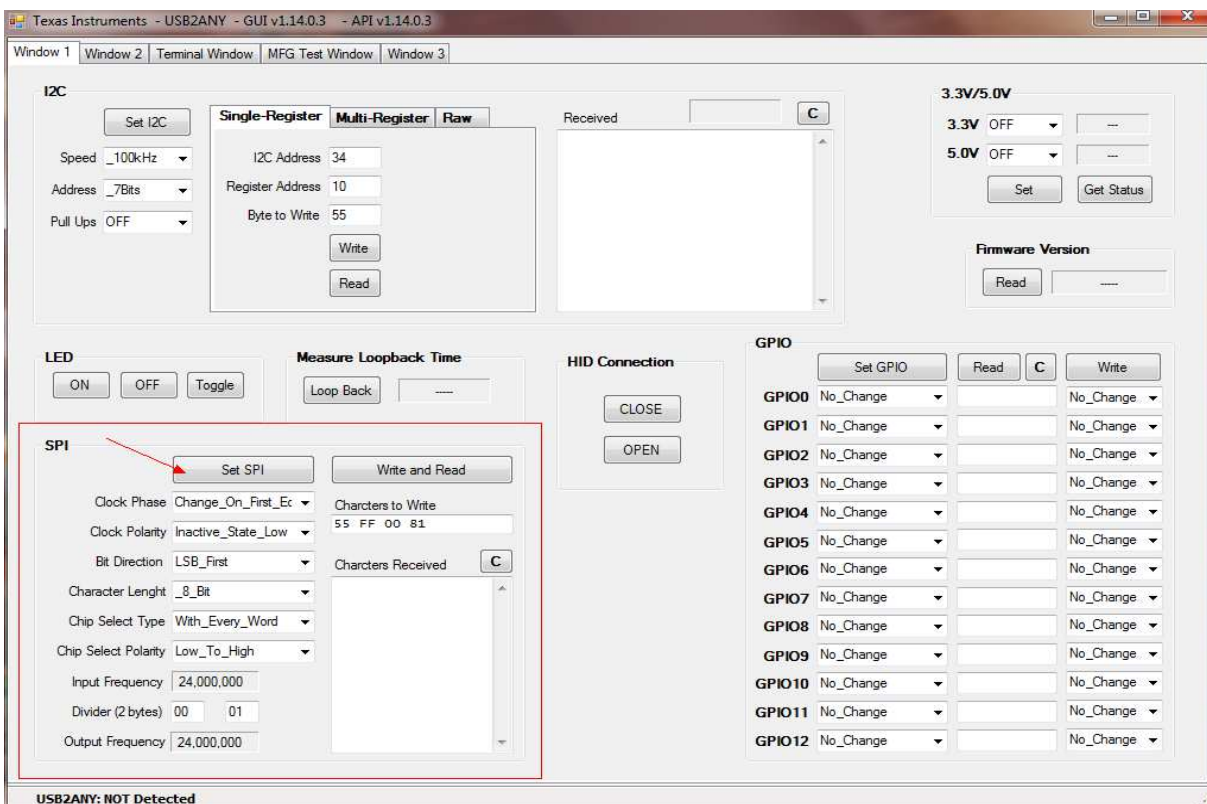 Texas Instruments - USB2ANY - GUI v1.14.0.3 - API v1.14.0.3
Window 1 Window 2 Terminal Window MFG Test Window Window 3
I2C
Set I2C
Speed _100kHz
Address _7Bits
Pull Ups OFF
Single-Register Multi-Register Raw
I2C Address 34
Register Address 10
Byte to Write 55
Write
Read
Received C
3.3V/5.0V
3.3V OFF ---
5.0V OFF ---
Set Get Status
Firmware Version
Read -----
LED
ON OFF Toggle
Measure Loopback Time
Loop Back -----
HID Connection
CLOSE
OPEN
SPI
Set SPI Write and Read
Clock Phase Change_On_First_Ec
Clock Polarity Inactive_State_Low
Bit Direction LSB_First
Character Lenght _8_Bit
Chip Select Type With_Every_Word
Chip Select Polarity Low_To_High
Input Frequency 24,000,000
Divider (2 bytes) 00 01
Output Frequency 24,000,000
Charcters to Write
55 FF 00 81
Charcters Received C
GPIO
Set GPIO Read C Write
GPIO0 No_Change No_Change
GPIO1 No_Change No_Change
GPIO2 No_Change No_Change
GPIO3 No_Change No_Change
GPIO4 No_Change No_Change
GPIO5 No_Change No_Change
GPIO6 No_Change No_Change
GPIO7 No_Change No_Change
GPIO8 No_Change No_Change
GPIO9 No_Change No_Change
GPIO10 No_Change No_Change
GPIO11 No_Change No_Change
GPIO12 No_Change No_Change
USB2ANY: NOT Detected